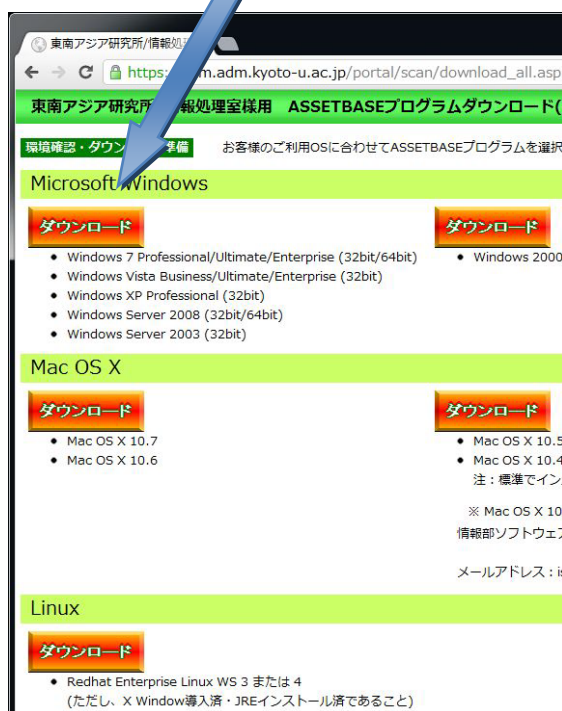 東南アジア研究所/情報処
https: m.adm.kyoto-u.ac.jp/portal/scan/download_all.asp
東南アジア研究所 報処理室様用 ASSETBASEプログラムダウンロード(
環境確認・ダウン 準備 お客様のご利用OSに合わせてASSETBASEプログラムを選択
Microsoft Windows
ダウンロード ダウンロード
• Windows 7 Professional/Ultimate/Enterprise (32bit/64bit) • Windows 2000
• Windows Vista Business/Ultimate/Enterprise (32bit)
• Windows XP Professional (32bit)
• Windows Server 2008 (32bit/64bit)
• Windows Server 2003 (32bit)
Mac OS X
ダウンロード ダウンロード
• Mac OS X 10.7 • Mac OS X 10.5
• Mac OS X 10.6 • Mac OS X 10.4
注：標準でイン
※ Mac OS X 10
情報部ソフトウェ
メールアドレス：i
Linux
ダウンロード
• Redhat Enterprise Linux WS 3 または 4
(ただし、X Window導入済・JREインストール済であること)